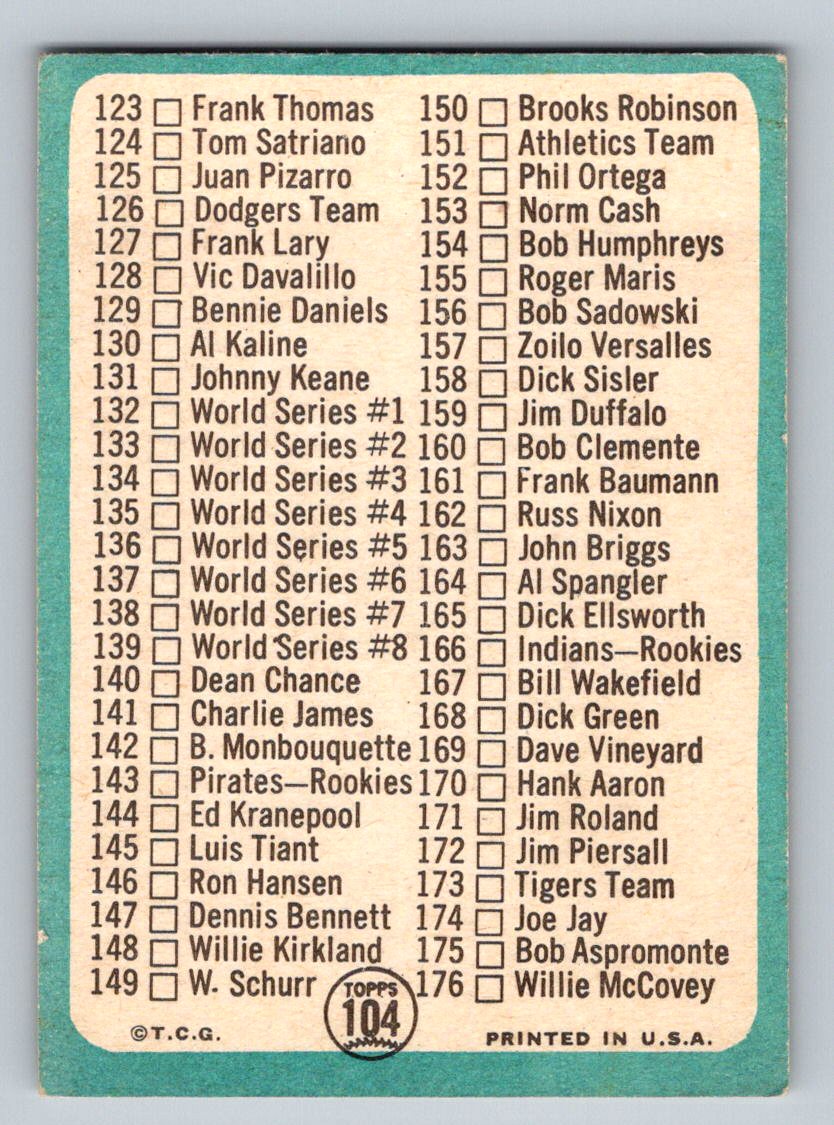 123 Frank Thomas
124 Tom Satriano
125 Juan Pizarro
126 Dodgers Team
127 Frank Lary
128 Vic Davalillo
129 Bennie Daniels
130 Al Kaline
131 Johnny Keane
132 World Series #1
133 World Series #2
134 World Series #3
135 World Series #4
136 World Series #5
137 World Series #6
138 World Series #7
139 World Series #8
140 Dean Chance
141 Charlie James
142 B. Monbouquette
143 Pirates—Rookies
144 Ed Kranepool
145 Luis Tiant
146 Ron Hansen
147 Dennis Bennett
148 Willie Kirkland
149 W. Schurr
150 Brooks Robinson
151 Athletics Team
152 Phil Ortega
153 Norm Cash
154 Bob Humphreys
155 Roger Maris
156 Bob Sadowski
157 Zoilo Versalles
158 Dick Sisler
159 Jim Duffalo
160 Bob Clemente
161 Frank Baumann
162 Russ Nixon
163 John Briggs
164 Al Spangler
165 Dick Ellsworth
166 Indians—Rookies
167 Bill Wakefield
168 Dick Green
169 Dave Vineyard
170 Hank Aaron
171 Jim Roland
172 Jim Piersall
173 Tigers Team
174 Joe Jay
175 Bob Aspromonte
176 Willie McCovey
TOPPS
104
©T.C.G.
PRINTED IN U.S.A.